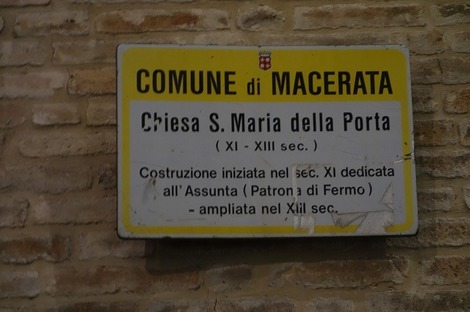 COMUNE di MACERATA
Chiesa S. Maria della Porta
( XI - XIII sec. )
Costruzione iniziata nel sec. XI dedicata
all'Assunta ( Patrona di Fermo )
- ampliata nel XIII sec.